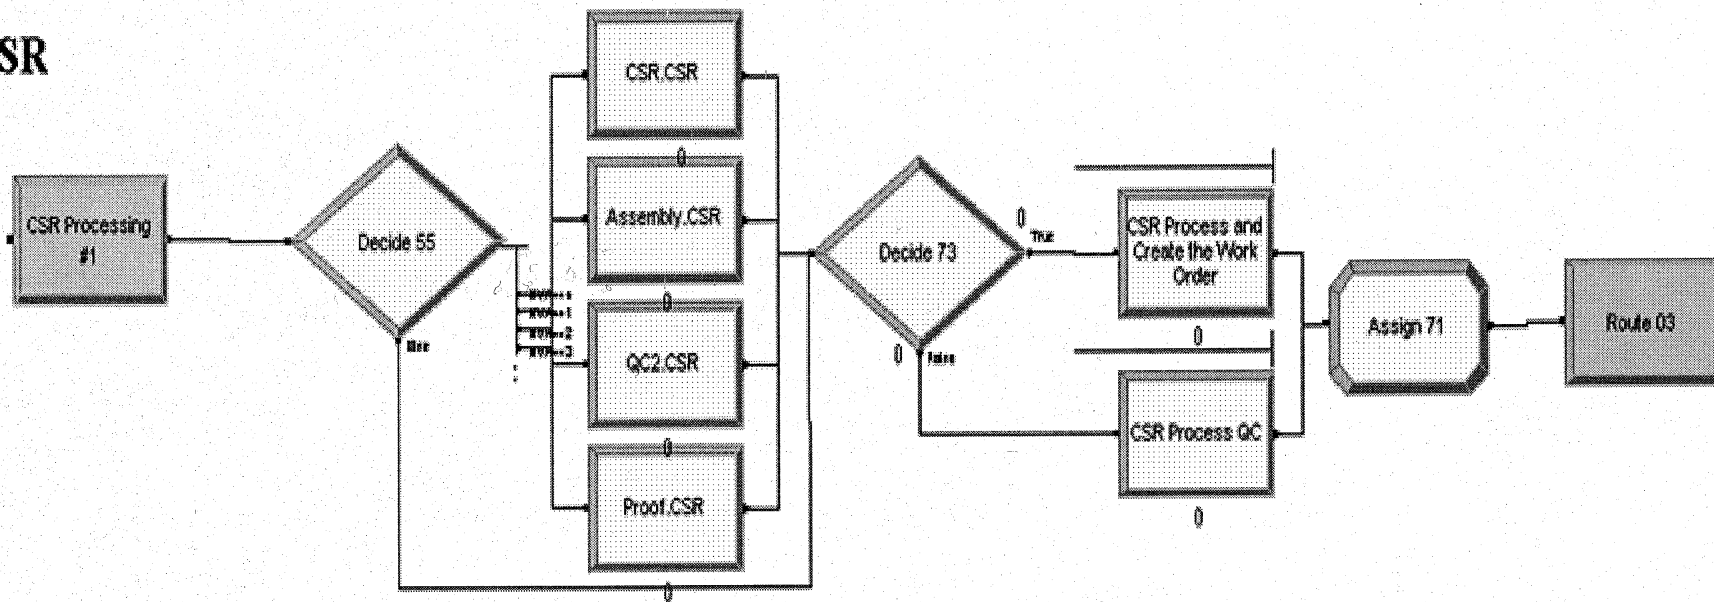 SR
CSR Processing
#1
Decide 55
CSR.CSR
0
Assembly.CSR
0
QC2.CSR
0
Proof.CSR
0
Decide 73
0
True
0
False
CSR Process and
Create the Work
Order
0
CSR Process QC
0
Assign 71
Route 03